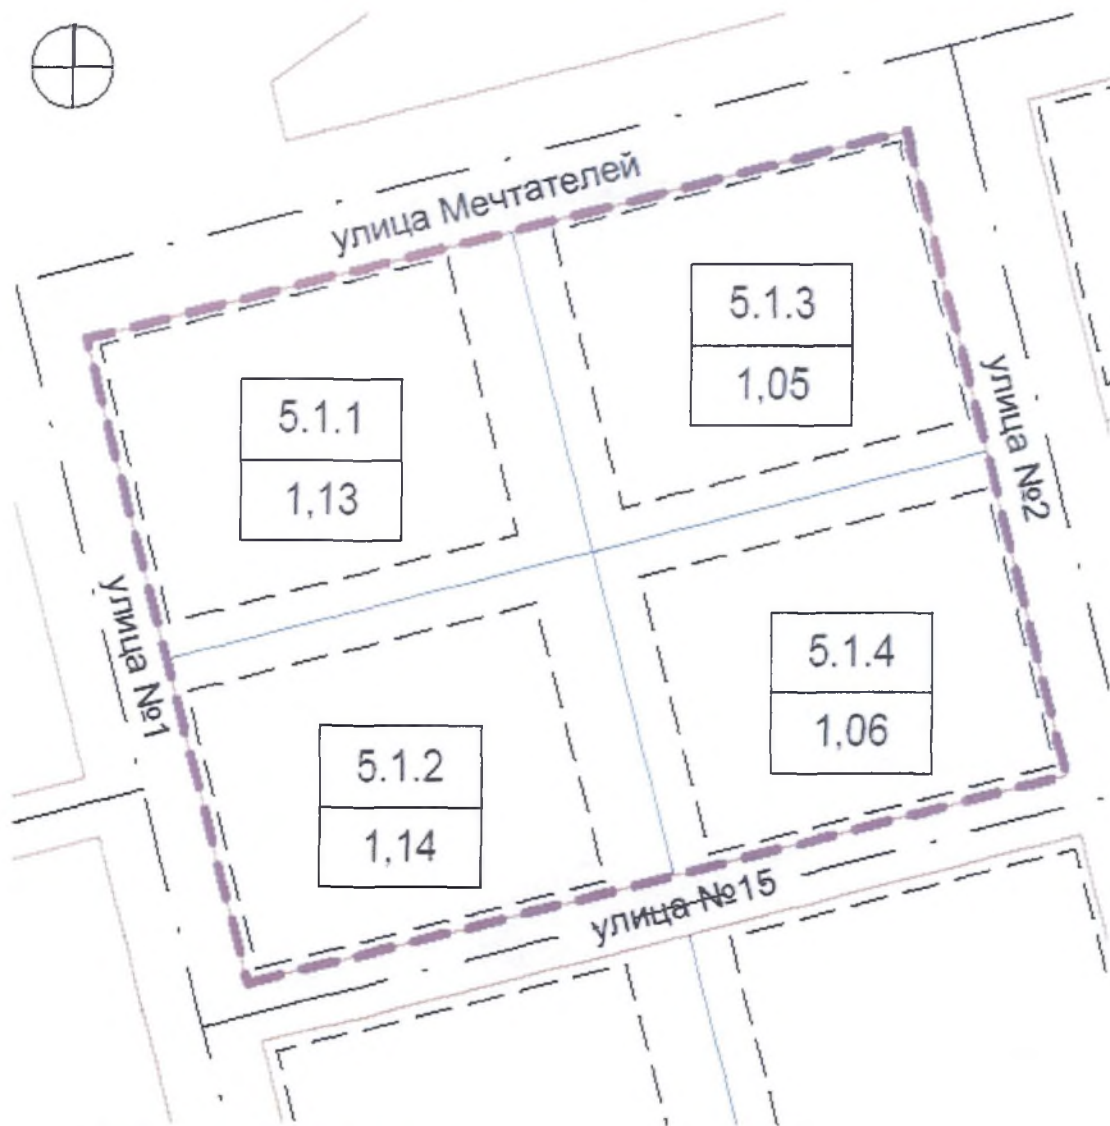 улица Мечтателей
5.1.3
1,05
5.1.1
1,13
улица №2
улица №1
5.1.4
1,06
5.1.2
1,14
улица №15